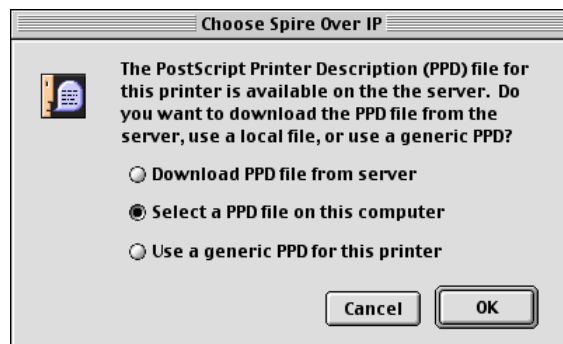 Choose Spire Over IP
The PostScript Printer Description (PPD) file for
this printer is available on the the server. Do
you want to download the PPD file from the
server, use a local file, or use a generic PPD?
Download PPD file from server
Select a PPD file on this computer
Use a generic PPD for this printer
Cancel OK